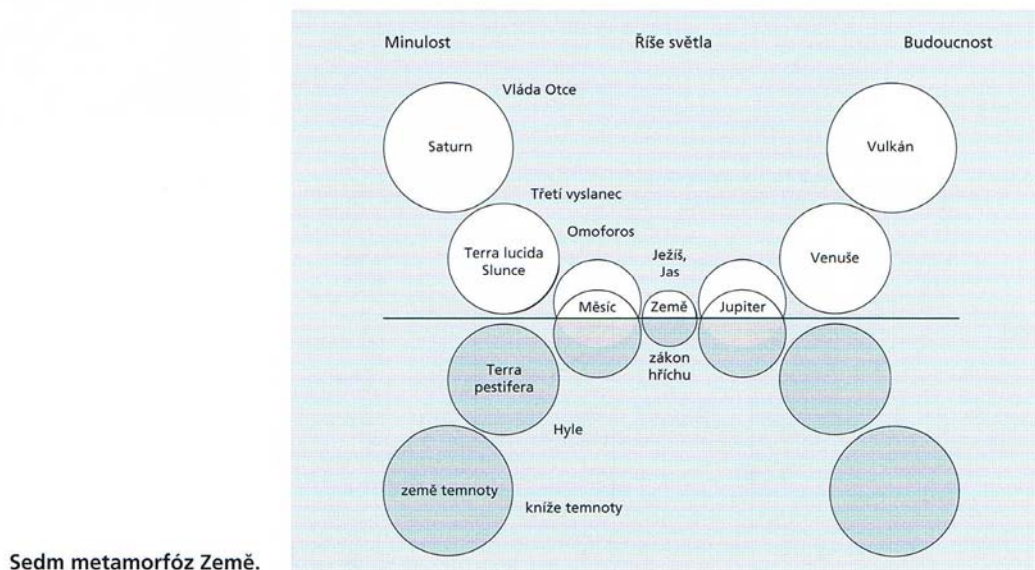 Minulost
Říše světla
Budoucnost
Vláda Otce
Saturn
Vulkán
Třetí vyslanec
Omoforos
Terra lucida
Slunce
Ježíš,
Jas
Venuše
Měsíc
Země
Jupiter
zákon
hříchu
Terra
pestifera
Hyle
země temnoty
kníže temnoty
Sedm metamorfóz Země.